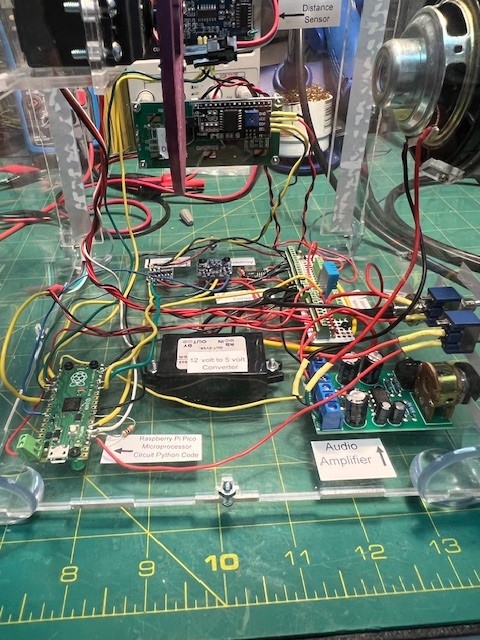 Distance
Sensor
12 volt to 5 volt
Converter
Raspberry Pi Pico
Microprocessor
Circuit Python Code
Audio
Amplifier
8
9
10
11
12
13